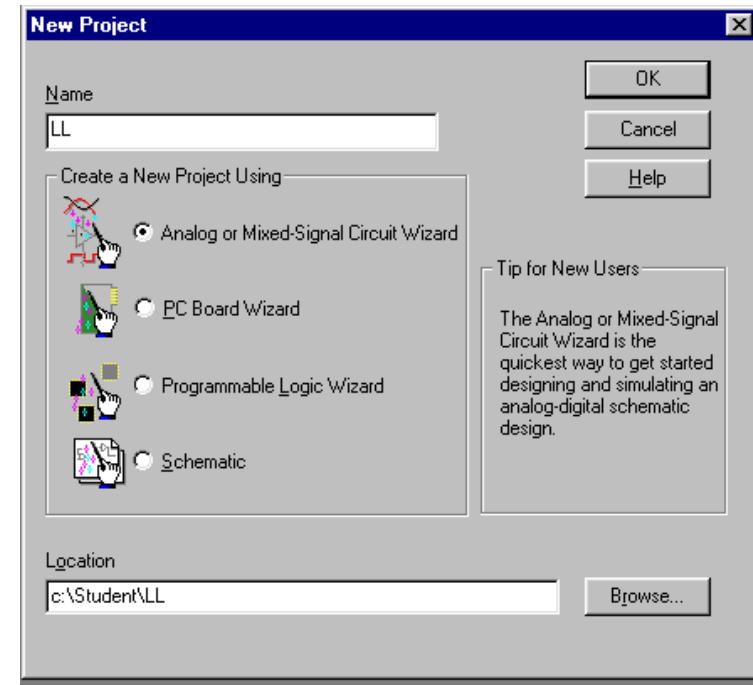 New Project
Name
LL
OK
Cancel
Help
Create a New Project Using
Analog or Mixed-Signal Circuit Wizard
PC Board Wizard
Programmable Logic Wizard
Schematic
Tip for New Users
The Analog or Mixed-Signal
Circuit Wizard is the
quickest way to get started
designing and simulating an
analog-digital schematic
design.
Location
c:\Student\LL
Browse...